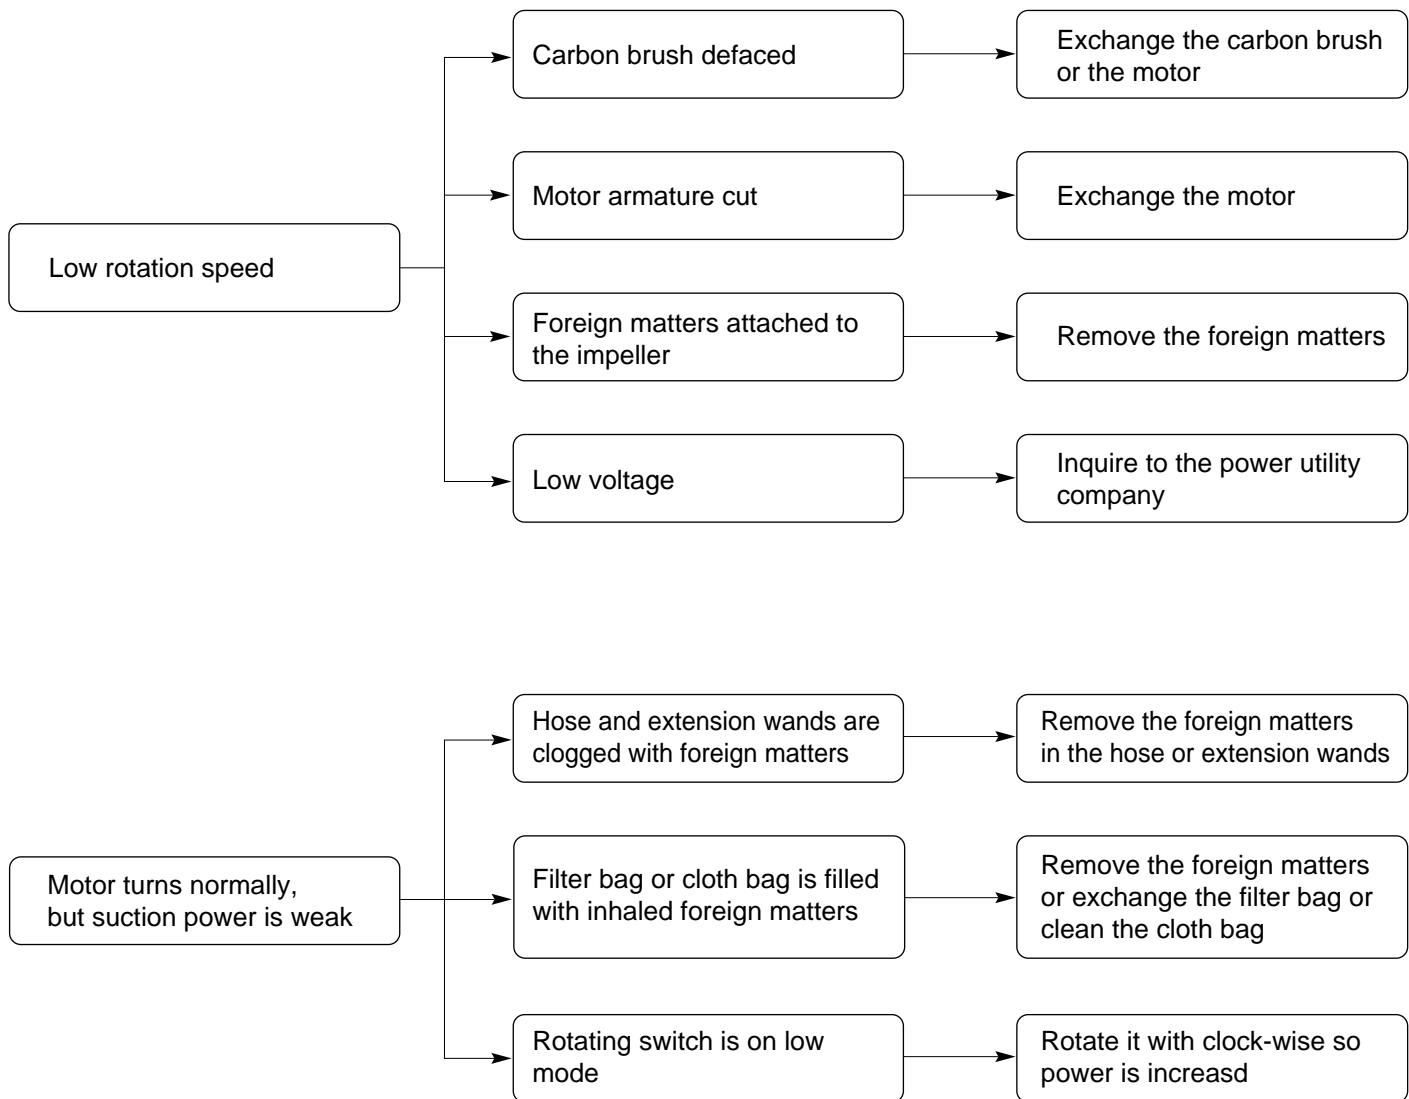 Carbon brush defaced
Exchange the carbon brush
or the motor
Motor armature cut
Exchange the motor
Low rotation speed
Foreign matters attached to
the impeller
Remove the foreign matters
Low voltage
Inquire to the power utility
company
Hose and extension wands are
clogged with foreign matters
Remove the foreign matters
in the hose or extension wands
Motor turns normally,
but suction power is weak
Filter bag or cloth bag is filled
with inhaled foreign matters
Remove the foreign matters
or exchange the filter bag or
clean the cloth bag
Rotating switch is on low
mode
Rotate it with clock-wise so
power is increasd